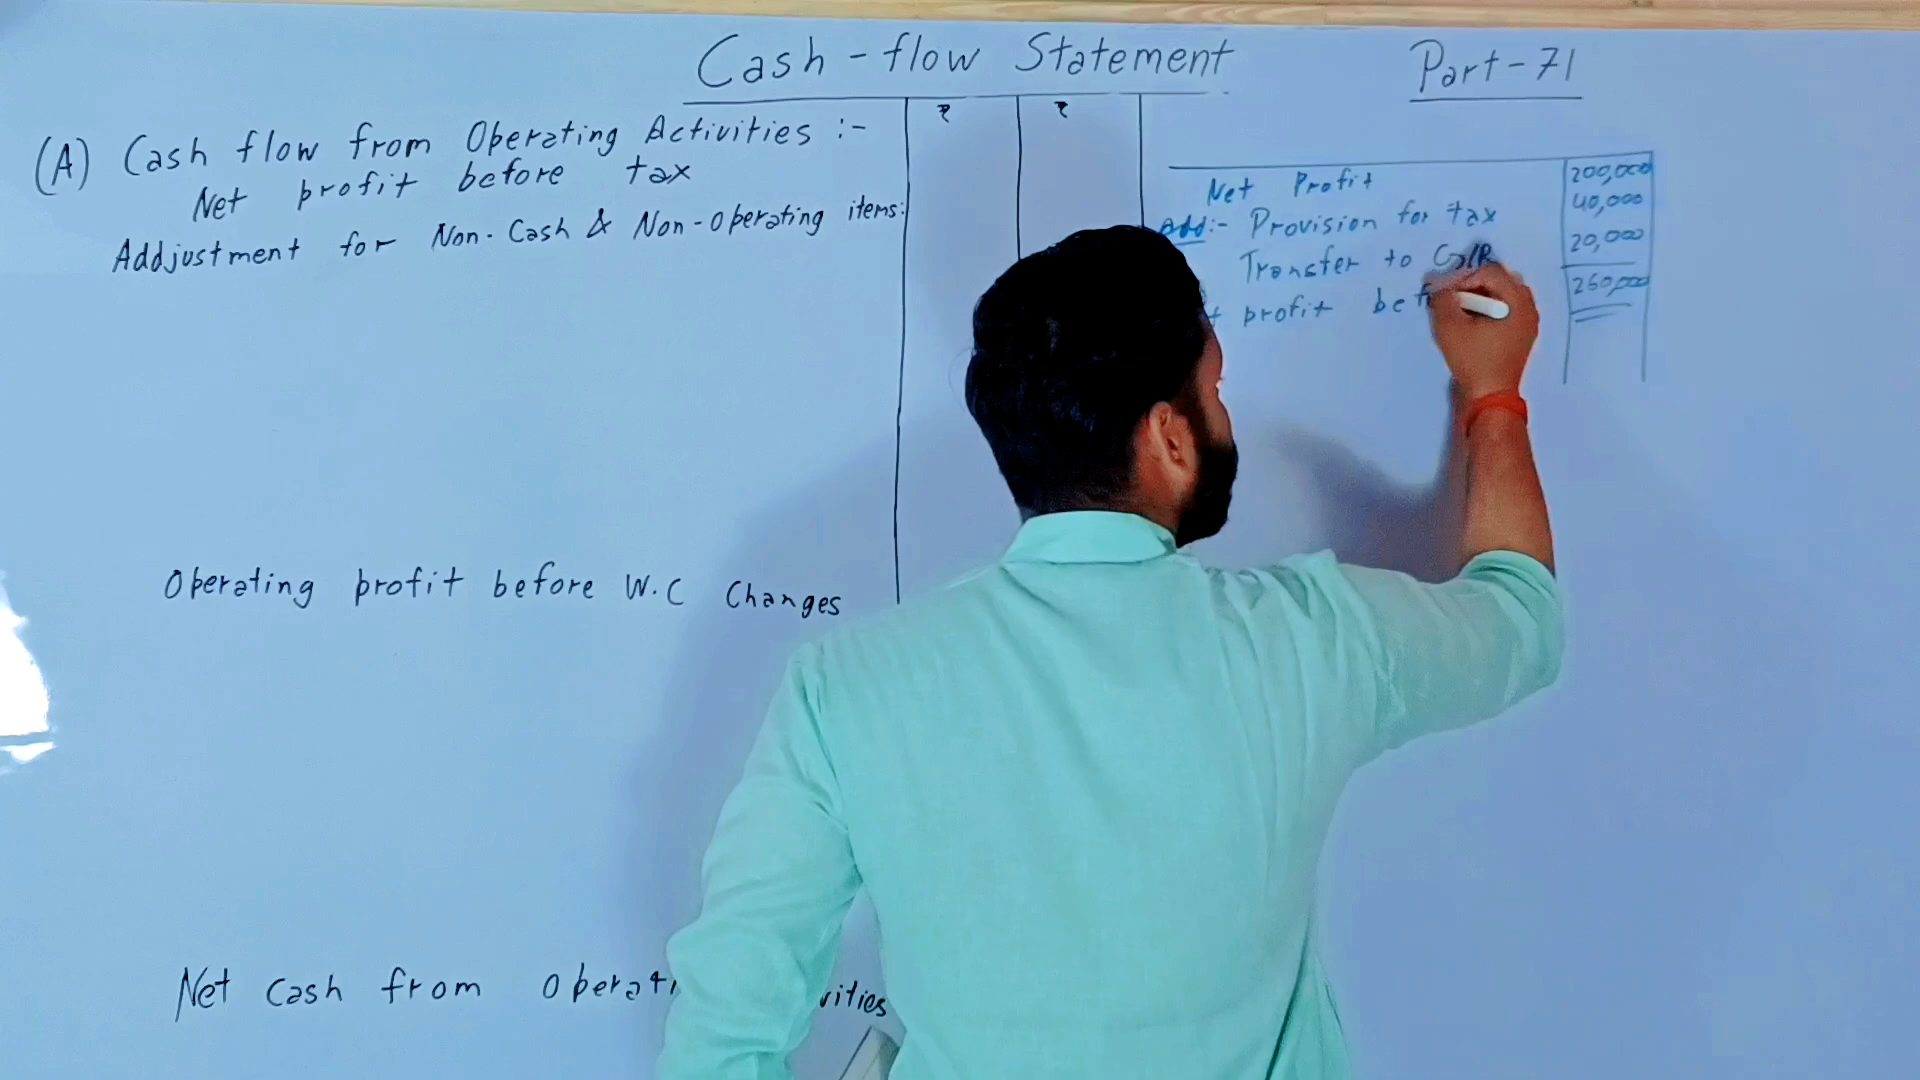 Cash-flow Statement
Part-71
₹ ₹
(A) Cash flow from Operating Activities :-
Net profit before tax
Addjustment for Non-Cash & Non-operating items:
Operating profit before W.C Changes
Net cash from
Net Profit 200,000
Add:- Provision for tax 40,000
Transfer to G/R 20,000
profit 260,000